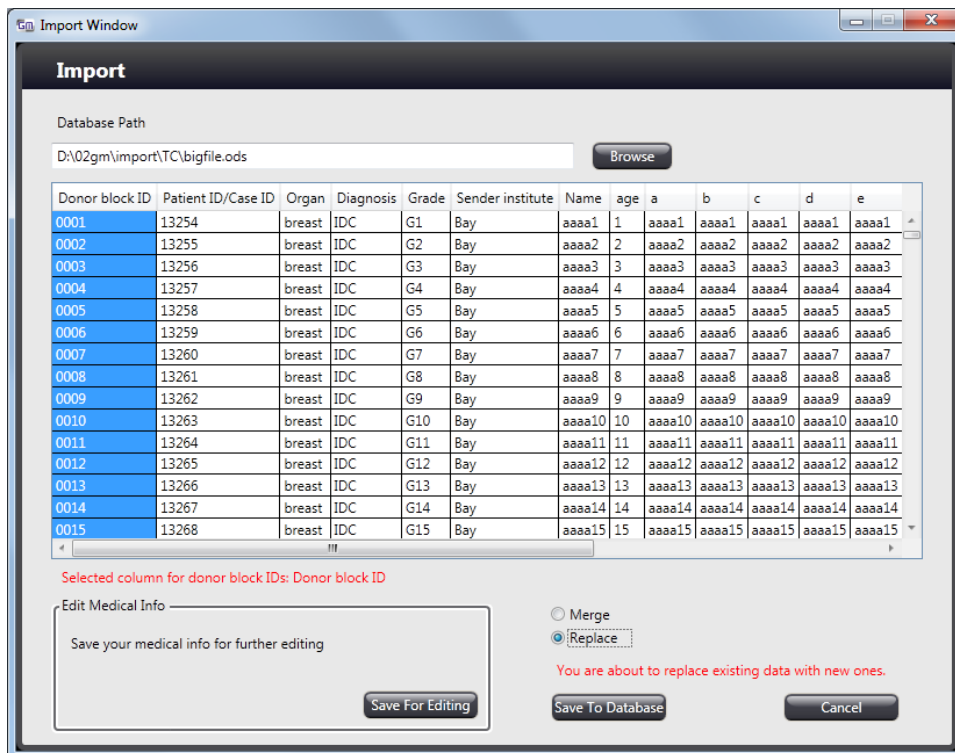 Gm Import Window
Import
Database Path
D:\02gm\import\TC\bigfile.ods Browse
Donor block ID Patient ID/Case ID Organ Diagnosis Grade Sender institute Name age a b c d e
0001 13254 breast IDC G1 Bay aaaa1 1 aaaa1 aaaa1 aaaa1 aaaa1 aaaa1
0002 13255 breast IDC G2 Bay aaaa2 2 aaaa2 aaaa2 aaaa2 aaaa2 aaaa2
0003 13256 breast IDC G3 Bay aaaa3 3 aaaa3 aaaa3 aaaa3 aaaa3 aaaa3
0004 13257 breast IDC G4 Bay aaaa4 4 aaaa4 aaaa4 aaaa4 aaaa4 aaaa4
0005 13258 breast IDC G5 Bay aaaa5 5 aaaa5 aaaa5 aaaa5 aaaa5 aaaa5
0006 13259 breast IDC G6 Bay aaaa6 6 aaaa6 aaaa6 aaaa6 aaaa6 aaaa6
0007 13260 breast IDC G7 Bay aaaa7 7 aaaa7 aaaa7 aaaa7 aaaa7 aaaa7
0008 13261 breast IDC G8 Bay aaaa8 8 aaaa8 aaaa8 aaaa8 aaaa8 aaaa8
0009 13262 breast IDC G9 Bay aaaa9 9 aaaa9 aaaa9 aaaa9 aaaa9 aaaa9
0010 13263 breast IDC G10 Bay aaaa10 10 aaaa10 aaaa10 aaaa10 aaaa10 aaaa10
0011 13264 breast IDC G11 Bay aaaa11 11 aaaa11 aaaa11 aaaa11 aaaa11 aaaa11
0012 13265 breast IDC G12 Bay aaaa12 12 aaaa12 aaaa12 aaaa12 aaaa12 aaaa12
0013 13266 breast IDC G13 Bay aaaa13 13 aaaa13 aaaa13 aaaa13 aaaa13 aaaa13
0014 13267 breast IDC G14 Bay aaaa14 14 aaaa14 aaaa14 aaaa14 aaaa14 aaaa14
0015 13268 breast IDC G15 Bay aaaa15 15 aaaa15 aaaa15 aaaa15 aaaa15 aaaa15
Selected column for donor block IDs: Donor block ID
Edit Medical Info
Merge
Save your medical info for further editing
Replace
You are about to replace existing data with new ones.
Save For Editing Save To Database Cancel